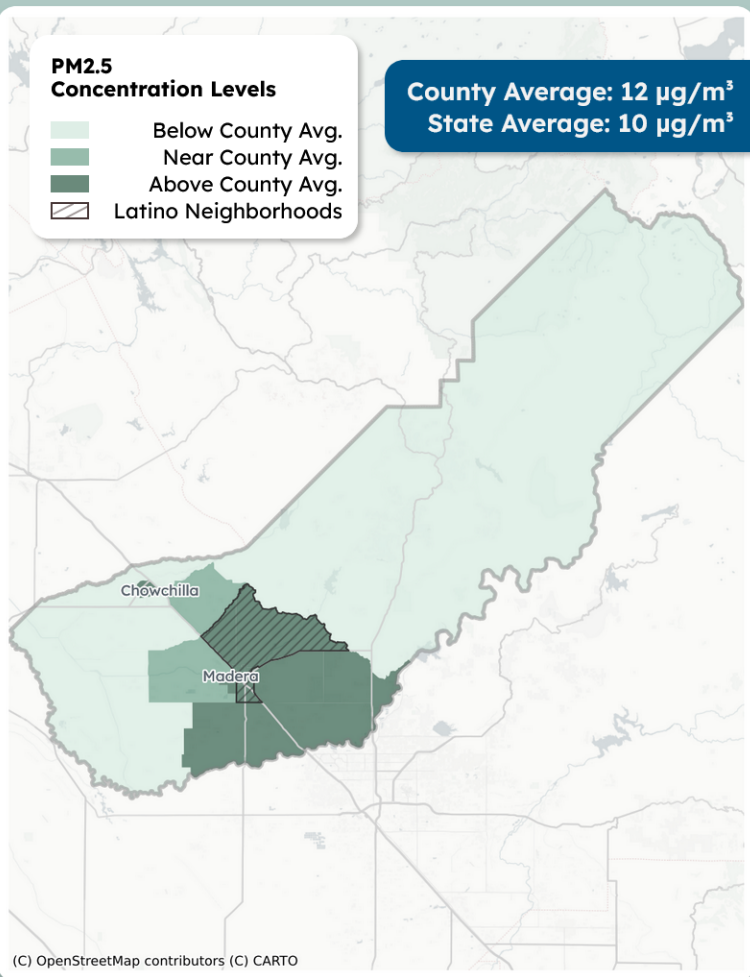 PM2.5
Concentration Levels
Below County Avg.
Near County Avg.
Above County Avg.
Latino Neighborhoods
County Average: 12 µg/m³
State Average: 10 µg/m³
Chowchilla
Madera
(C) OpenStreetMap contributors (C) CARTO